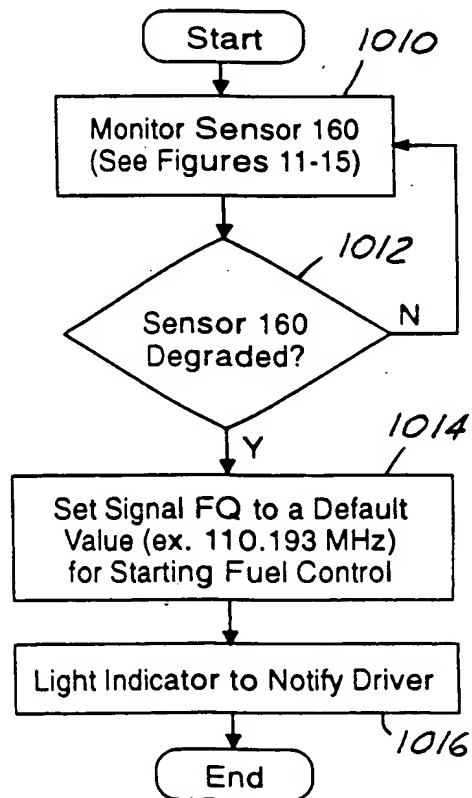 Start
1010
Monitor Sensor 160
(See Figures 11-15)
1012
Sensor 160
Degraded?
N
Y
1014
Set Signal FQ to a Default
Value (ex. 110.193 MHz)
for Starting Fuel Control
Light Indicator to Notify Driver
1016
End